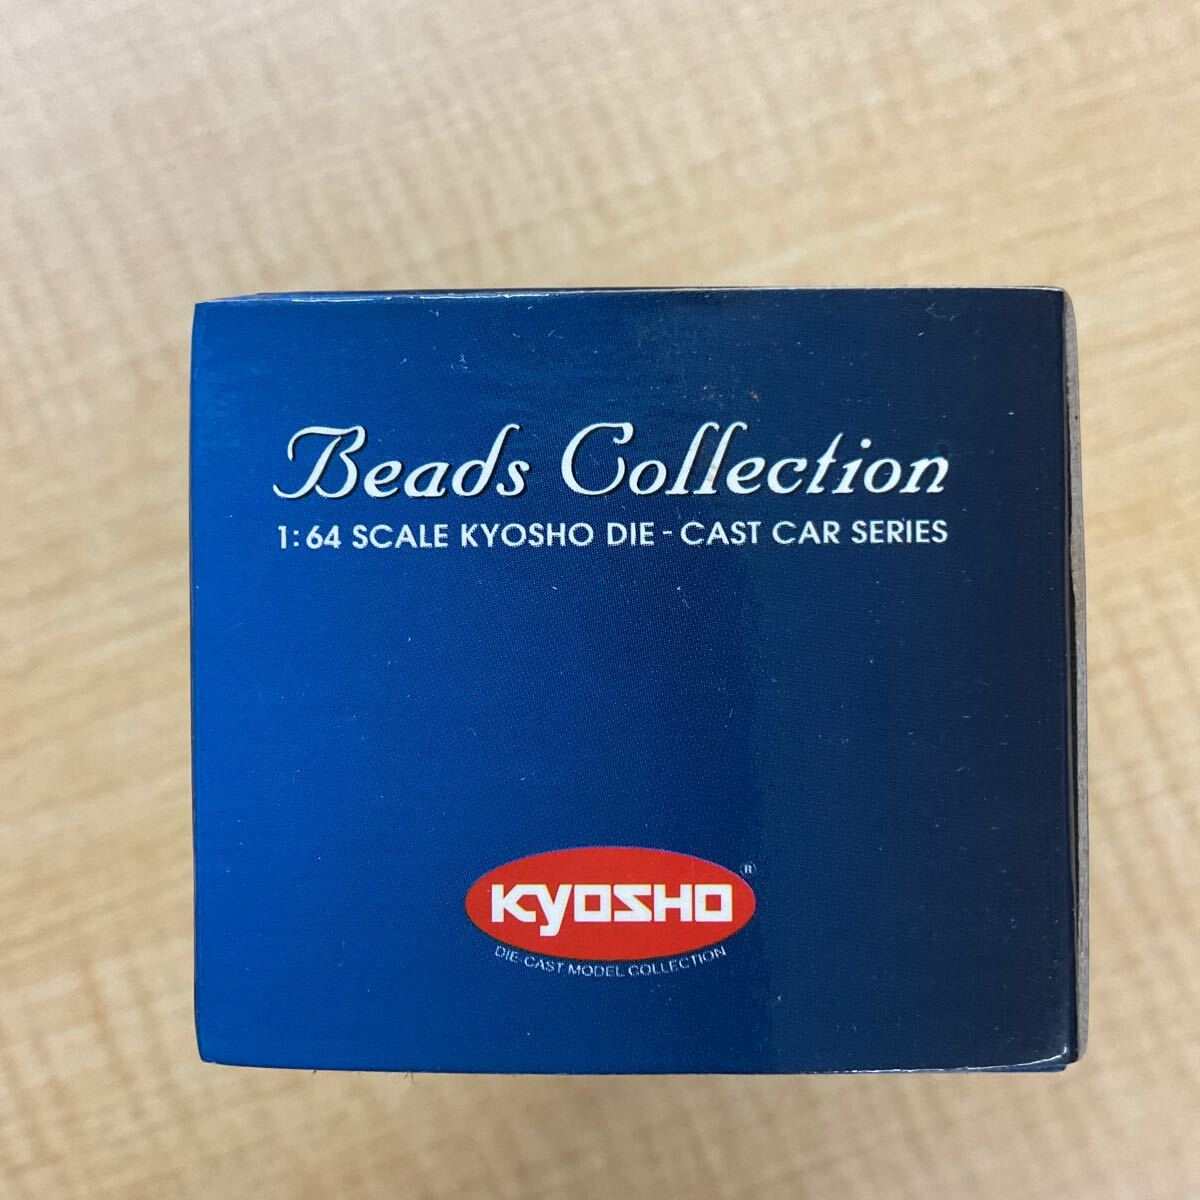 Beads Collection
1:64 SCALE KYOSHO DIE-CAST CAR SERIES
KYOSHO ®
DIE-CAST MODEL COLLECTION